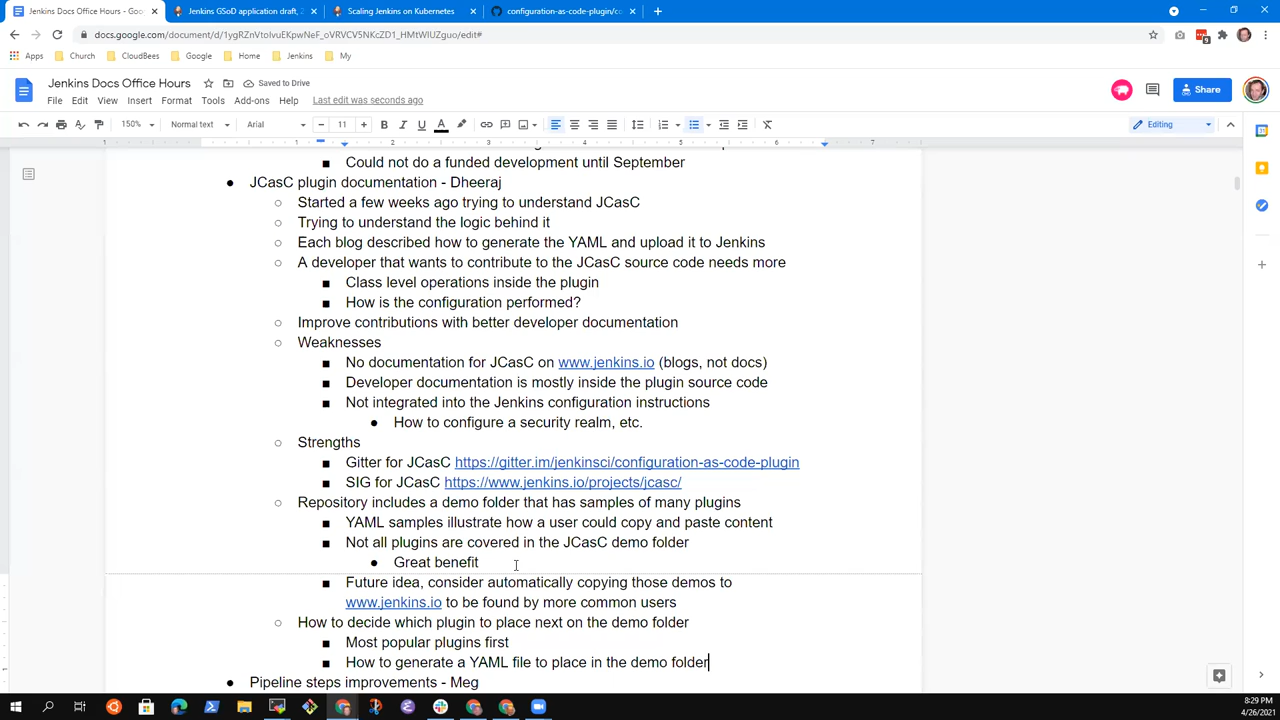 Jenkins Docs Office Hours - Goo
Jenkins GSoD application draft, 2
Scaling Jenkins on Kubernetes
configuration-as-code-plugin/co
docs.google.com/document/d/1ygRZnVtoIvuEKpwNeF_oVRVCV5NKcZD1_HMtWIUZguo/edit#
9
Apps
Church
CloudBees
Google
Home
Jenkins
My
Jenkins Docs Office Hours
Saved to Drive
File Edit View Insert Format Tools Add-ons Help Last edit was seconds ago
Share
150% Normal text Arial 11
Editing
1 1 2 3 4 5 6 7
Could not do a funded development until September
JCasC plugin documentation - Dheeraj
Started a few weeks ago trying to understand JCasC
Trying to understand the logic behind it
Each blog described how to generate the YAML and upload it to Jenkins
A developer that wants to contribute to the JCasC source code needs more
Class level operations inside the plugin
How is the configuration performed?
Improve contributions with better developer documentation
Weaknesses
No documentation for JCasC on www.jenkins.io (blogs, not docs)
Developer documentation is mostly inside the plugin source code
Not integrated into the Jenkins configuration instructions
How to configure a security realm, etc.
Strengths
Gitter for JCasC https://gitter.im/jenkinsci/configuration-as-code-plugin
SIG for JCasC https://www.jenkins.io/projects/jcasc/
Repository includes a demo folder that has samples of many plugins
YAML samples illustrate how a user could copy and paste content
Not all plugins are covered in the JCasC demo folder
Great benefit
Future idea, consider automatically copying those demos to
www.jenkins.io to be found by more common users
How to decide which plugin to place next on the demo folder
Most popular plugins first
How to generate a YAML file to place in the demo folder
Pipeline steps improvements - Meg
8:29 PM
4/26/2021